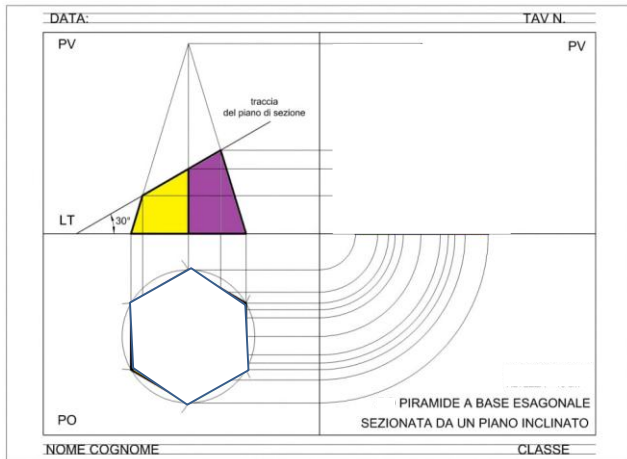 DATA:
TAV N.
PV
PV
traccia
del piano di sezione
LT
30°
PO
PIRAMIDE A BASE ESAGONALE
SEZIONATA DA UN PIANO INCLINATO
NOME COGNOME
CLASSE